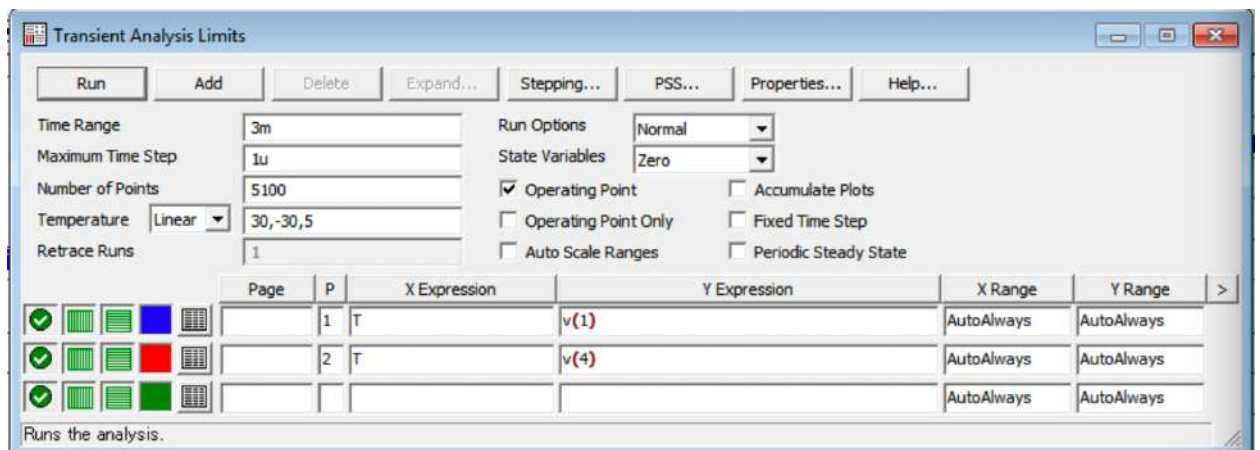 Transient Analysis Limits
Run Add Delete Expand... Stepping... PSS... Properties... Help...
Time Range 3m Run Options Normal
Maximum Time Step 1u State Variables Zero
Number of Points 5100 Operating Point Accumulate Plots
Temperature Linear 30,-30,5 Operating Point Only Fixed Time Step
Retrace Runs 1 Auto Scale Ranges Periodic Steady State
Page P X Expression Y Expression X Range Y Range >
1 T v(1) AutoAlways AutoAlways
2 T v(4) AutoAlways AutoAlways
AutoAlways AutoAlways
Runs the analysis.